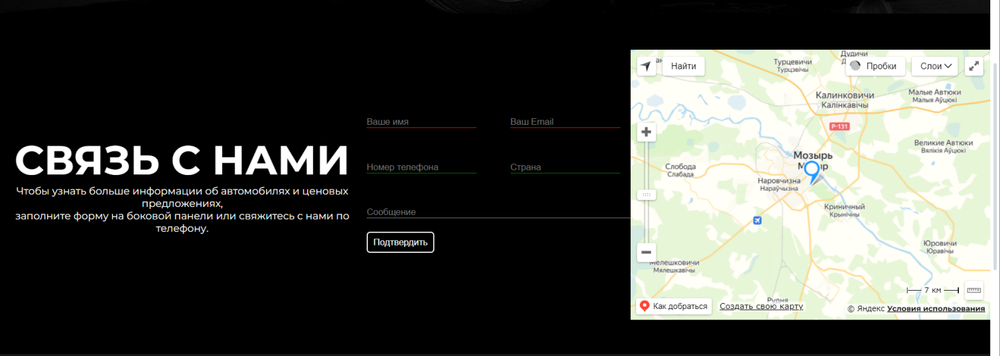 СВЯЗЬ С НАМИ
Чтобы узнать больше информации об автомобилях и ценовых
предложениях,
заполните форму на боковой панели или свяжитесь с нами по
телефону.
Ваше имя
Ваш Email
Номер телефона
Страна
Сообщение
Подтвердить
Найти
Пробки
Слои
Дудичи
Турцевичи
Турцэвічы
Калинковичи
Калінкавічы
Малые Автюки
Малыя Аўцюкі
Р-131
Великие Автюки
Вялікія Аўцюкі
Мозырь
Слобода
Слабада
Наровчизна
Нараўчызна
Криничный
Крынічны
Юровичи
Юравічы
Мелешковичи
Мялешкавічы
7 км
Рудня
Как добраться
Создать свою карту
© Яндекс Условия использования